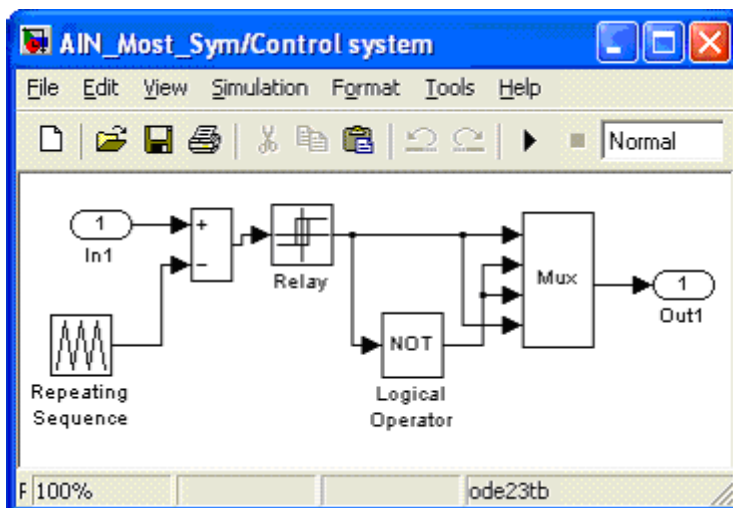 AIN_Most_Sym/Control system
File Edit View Simulation Format Tools Help
Normal
1
In1
+
−
Relay
Mux
1
Out1
NOT
Repeating
Sequence
Logical
Operator
F 100% ode23tb